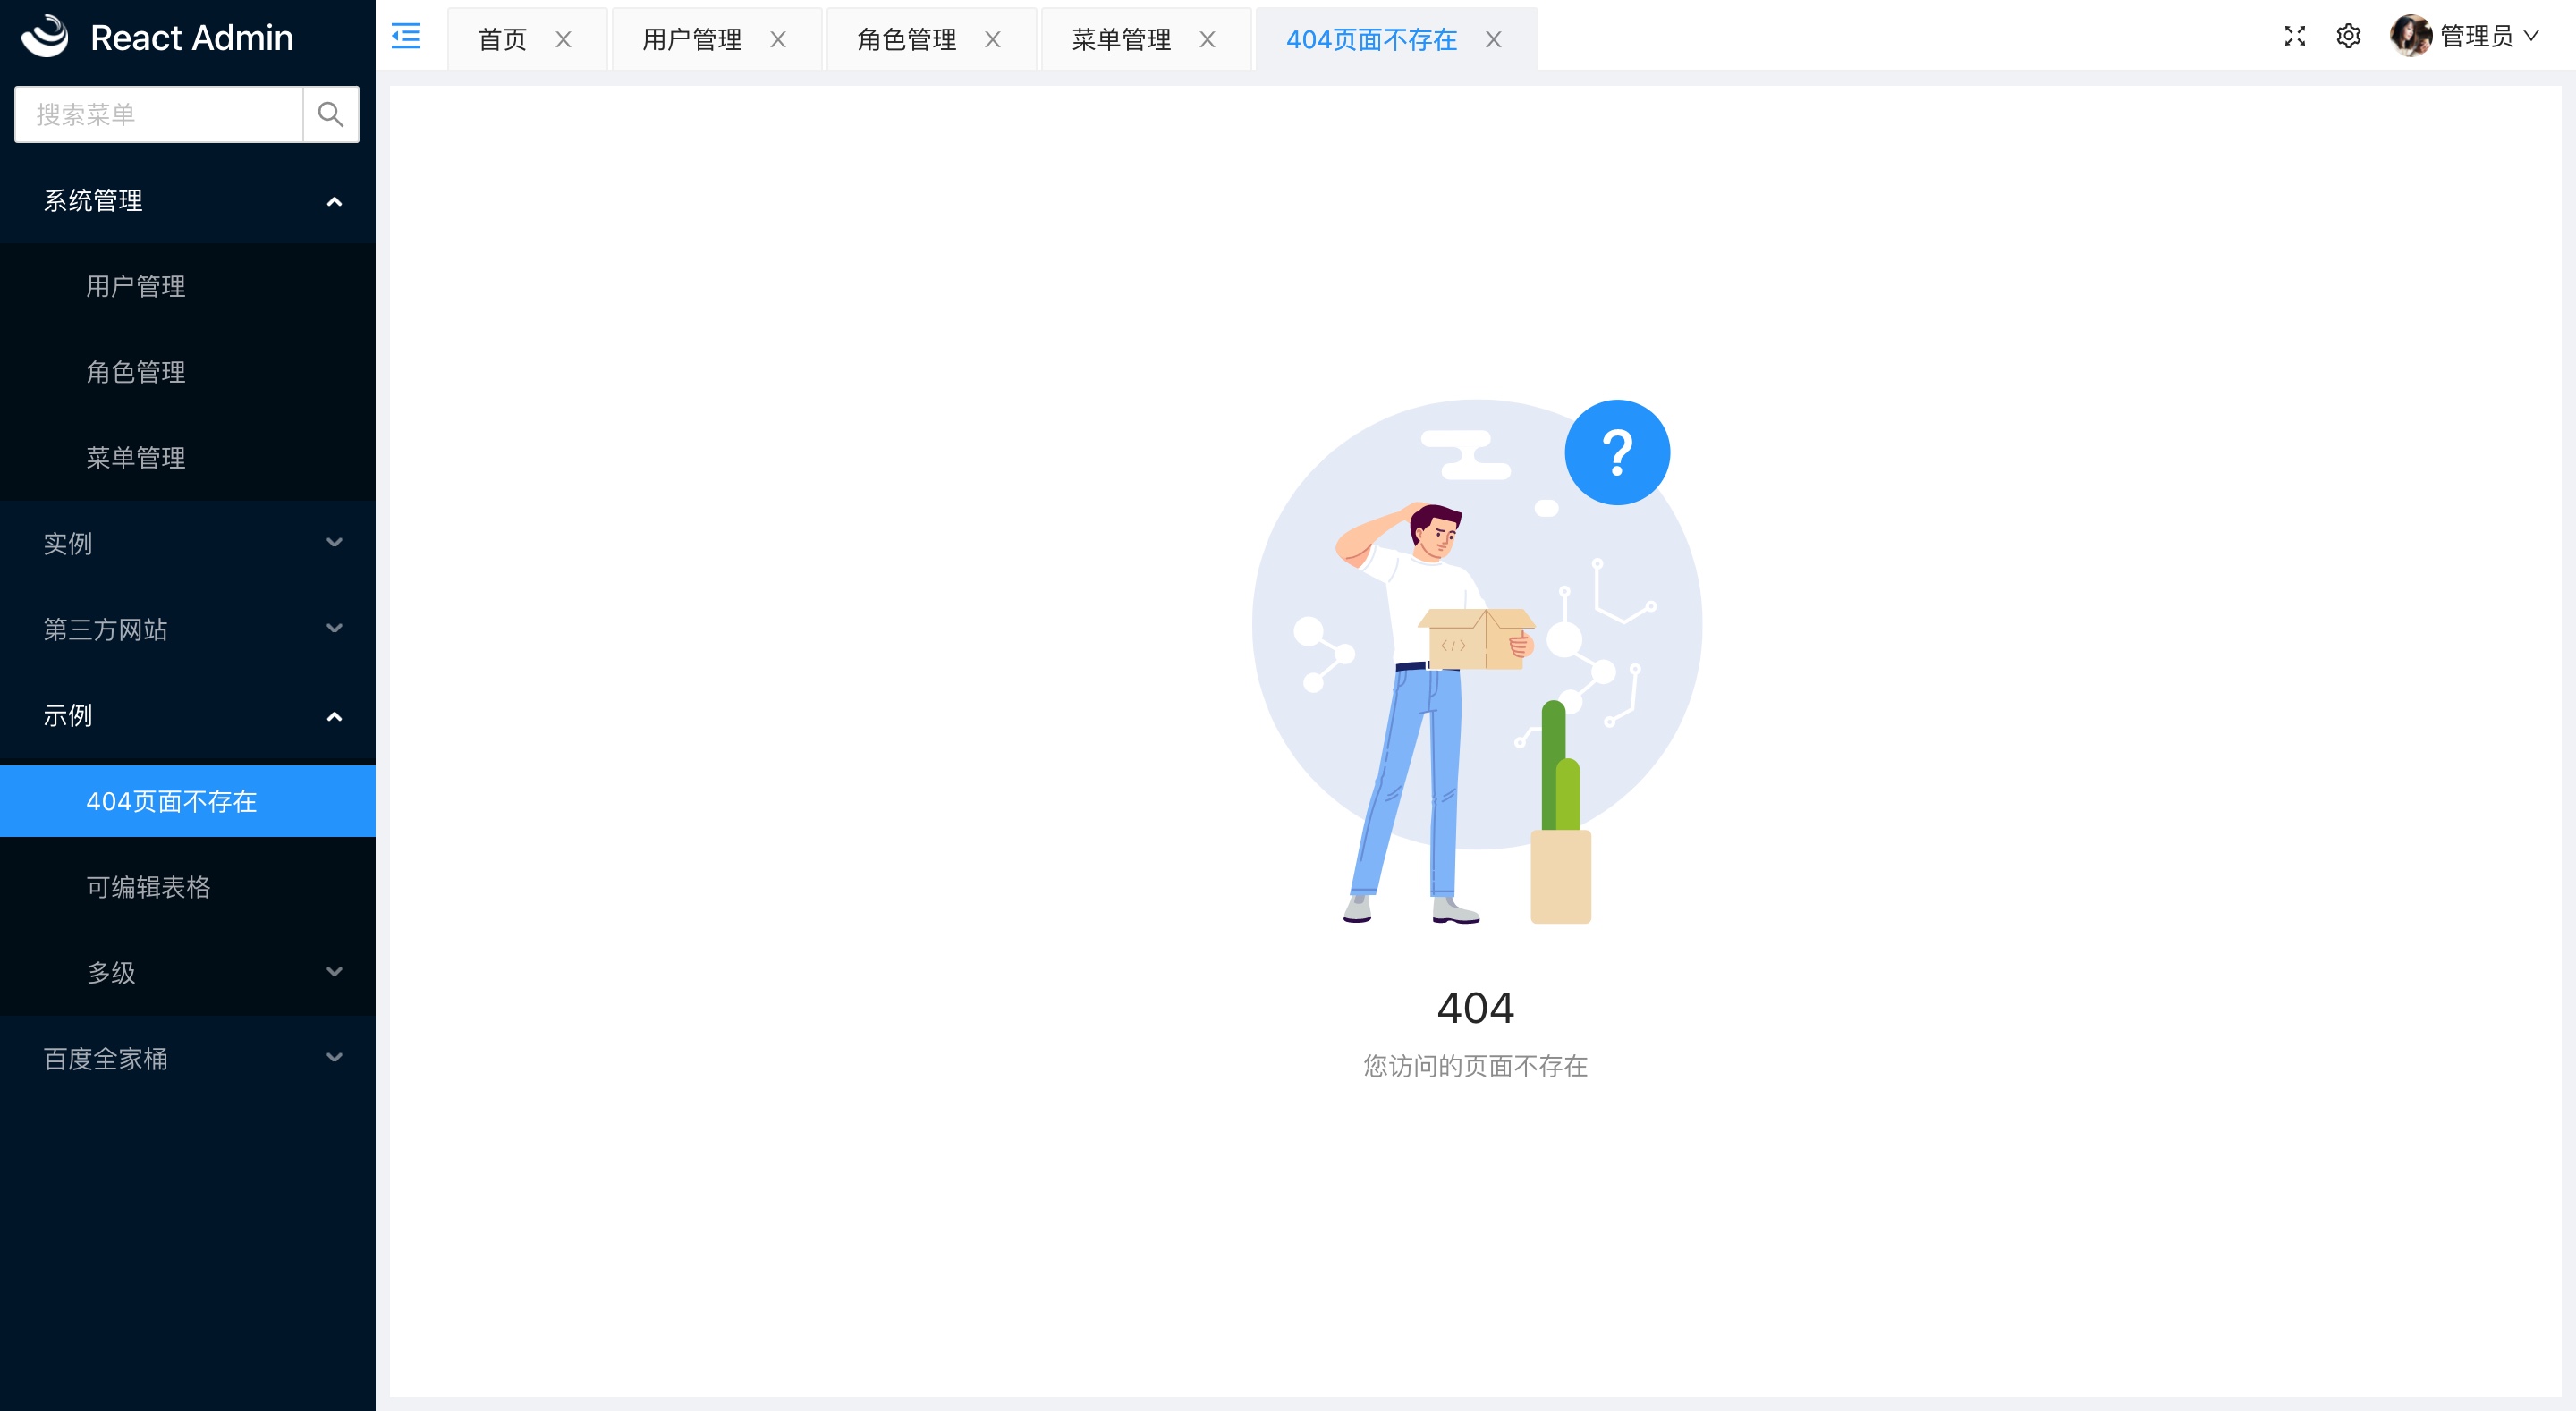 React Admin
首页
用户管理
角色管理
菜单管理
404页面不存在
管理员
搜索菜单
系统管理
用户管理
角色管理
菜单管理
实例
第三方网站
示例
404页面不存在
可编辑表格
多级
百度全家桶
?
</>
404
您访问的页面不存在